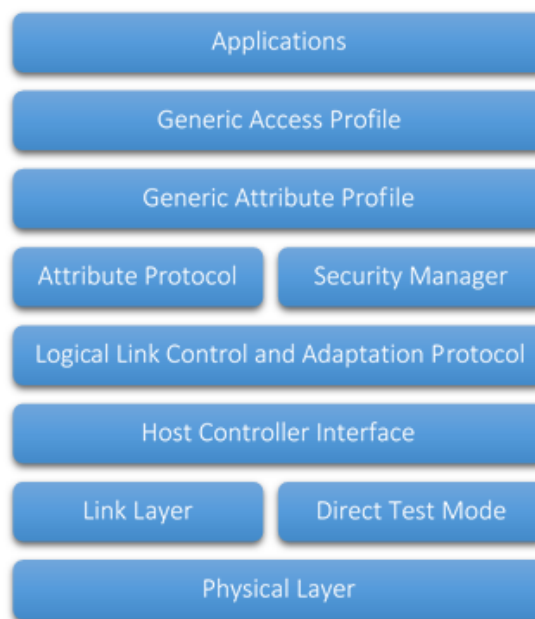 Applications
Generic Access Profile
Generic Attribute Profile
Attribute Protocol
Security Manager
Logical Link Control and Adaptation Protocol
Host Controller Interface
Link Layer
Direct Test Mode
Physical Layer